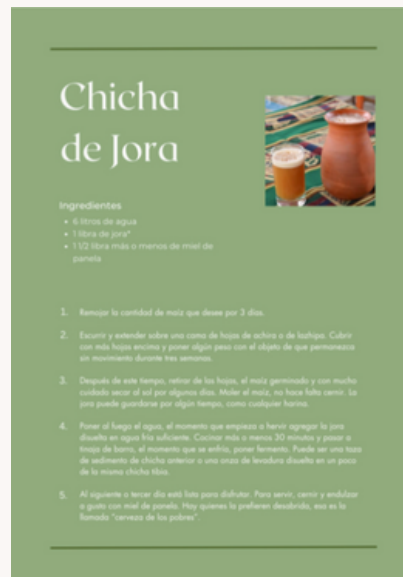 Chicha
de Jora
Ingredientes
• 6 litros de agua
• 1 libra de jora*
• 1 1/2 libra más o menos de miel de
panela
1. Remojar la cantidad de maíz que desee por 3 días.
2. Escurrir y extender sobre una cama de hojas de achira o de lazhipa. Cubrir
con más hojas encima y poner algún peso con el objeto de que permanezca
sin movimiento durante tres semanas.
3. Después de este tiempo, retirar de las hojas, el maíz germinado y con mucho
cuidado secar al sol por algunos días. Moler el maíz, no hace falta cernir. La
jora puede guardarse por algún tiempo, como cualquier harina.
4. Poner al fuego el agua, el momento que empieza a hervir agregar la jora
disuelta en agua fría suficiente. Cocinar más o menos 30 minutos y pasar a
tinaja de barro, el momento que se enfría, poner fermento. Puede ser una taza
de sedimento de chicha anterior o una onza de levadura disuelta en un poco
de la misma chicha tibia.
5. Al siguiente o tercer día está lista para disfrutar. Para servir, cernir y endulzar
a gusto con miel de panela. Hay quienes la prefieren desabrida, esa es la
llamada "cerveza de los pobres".